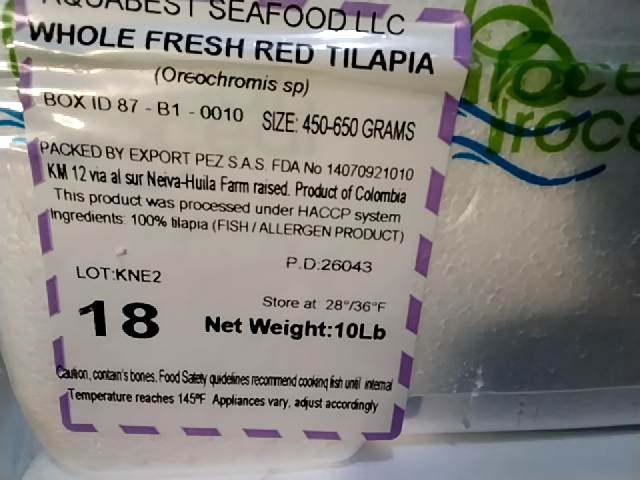 AQUABEST SEAFOOD LLC
WHOLE FRESH RED TILAPIA
(Oreochromis sp)
BOX ID 87 - B1 - 0010 SIZE: 450-650 GRAMS
PACKED BY EXPORT PEZ S.A.S. FDA No 14070921010
KM 12 via al sur Neiva-Huila Farm raised. Product of Colombia
This product was processed under HACCP system
Ingredients: 100% tilapia (FISH / ALLERGEN PRODUCT)
P.D:26043
LOT:KNE2
Store at 28°/36°F
18 Net Weight:10Lb
Caution, contain's bones. Food Safety guidelines recommend cooking fish until internal
Temperature reaches 145ºF Appliances vary, adjust accordingly